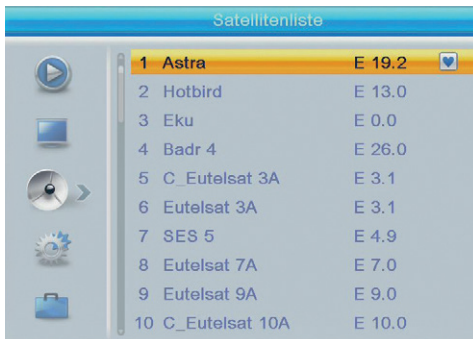 Satellitenliste
1 Astra E 19.2
2 Hotbird E 13.0
3 Eku E 0.0
4 Badr 4 E 26.0
5 C_Eutelsat 3A E 3.1
6 Eutelsat 3A E 3.1
7 SES 5 E 4.9
8 Eutelsat 7A E 7.0
9 Eutelsat 9A E 9.0
10 C_Eutelsat 10A E 10.0